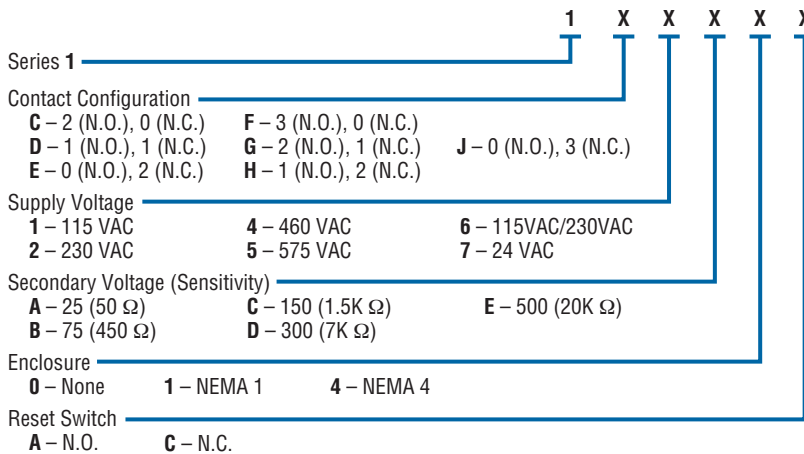 1 X X X X X
Series 1
Contact Configuration
C – 2 (N.O.), 0 (N.C.) F – 3 (N.O.), 0 (N.C.)
D – 1 (N.O.), 1 (N.C.) G – 2 (N.O.), 1 (N.C.) J – 0 (N.O.), 3 (N.C.)
E – 0 (N.O.), 2 (N.C.) H – 1 (N.O.), 2 (N.C.)
Supply Voltage
1 – 115 VAC 4 – 460 VAC 6 – 115VAC/230VAC
2 – 230 VAC 5 – 575 VAC 7 – 24 VAC
Secondary Voltage (Sensitivity)
A – 25 (50 Ω) C – 150 (1.5K Ω) E – 500 (20K Ω)
B – 75 (450 Ω) D – 300 (7K Ω)
Enclosure
0 – None 1 – NEMA 1 4 – NEMA 4
Reset Switch
A – N.O. C – N.C.